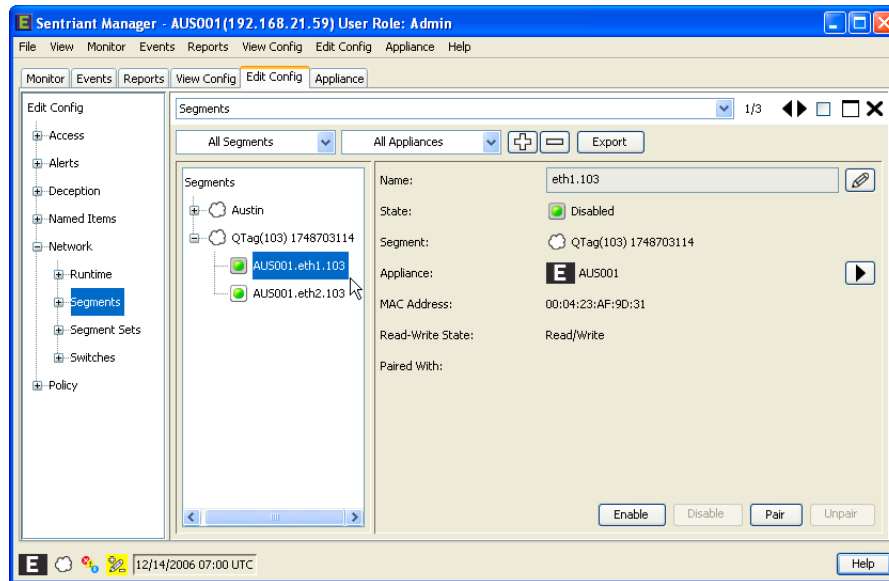 E Sentriant Manager - AUS001(192.168.21.59) User Role: Admin
File View Monitor Events Reports View Config Edit Config Appliance Help
Monitor Events Reports View Config Edit Config Appliance
Edit Config
Access
Alerts
Deception
Named Items
Network
Runtime
Segments
Segment Sets
Switches
Policy
Segments 1/3
All Segments All Appliances Export
Segments
Austin
QTag(103) 1748703114
AUS001.eth1.103
AUS001.eth2.103
Name: eth1.103
State: Disabled
Segment: QTag(103) 1748703114
Appliance: E AUS001
MAC Address: 00:04:23:AF:9D:31
Read-Write State: Read/Write
Paired With:
Enable Disable Pair Unpair
E 12/14/2006 07:00 UTC Help